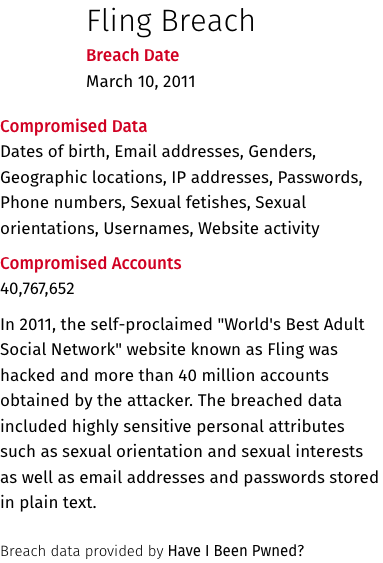 Fling Breach
Breach Date
March 10, 2011
Compromised Data
Dates of birth, Email addresses, Genders,
Geographic locations, IP addresses, Passwords,
Phone numbers, Sexual fetishes, Sexual
orientations, Usernames, Website activity
Compromised Accounts
40,767,652
In 2011, the self-proclaimed "World's Best Adult
Social Network" website known as Fling was
hacked and more than 40 million accounts
obtained by the attacker. The breached data
included highly sensitive personal attributes
such as sexual orientation and sexual interests
as well as email addresses and passwords stored
in plain text.
Breach data provided by Have I Been Pwned?